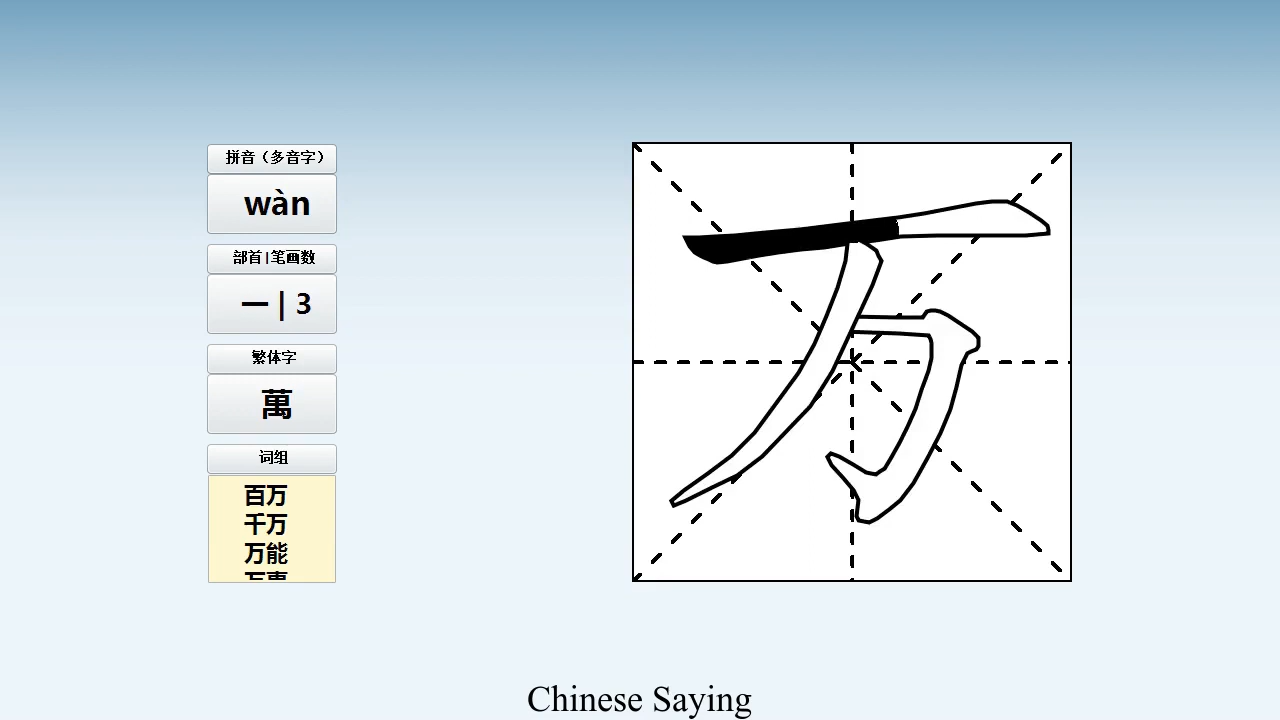 拼音（多音字）
wàn
部首|笔画数
一 | 3
繁体字
萬
词组
百万
千万
万能
万
Chinese Saying